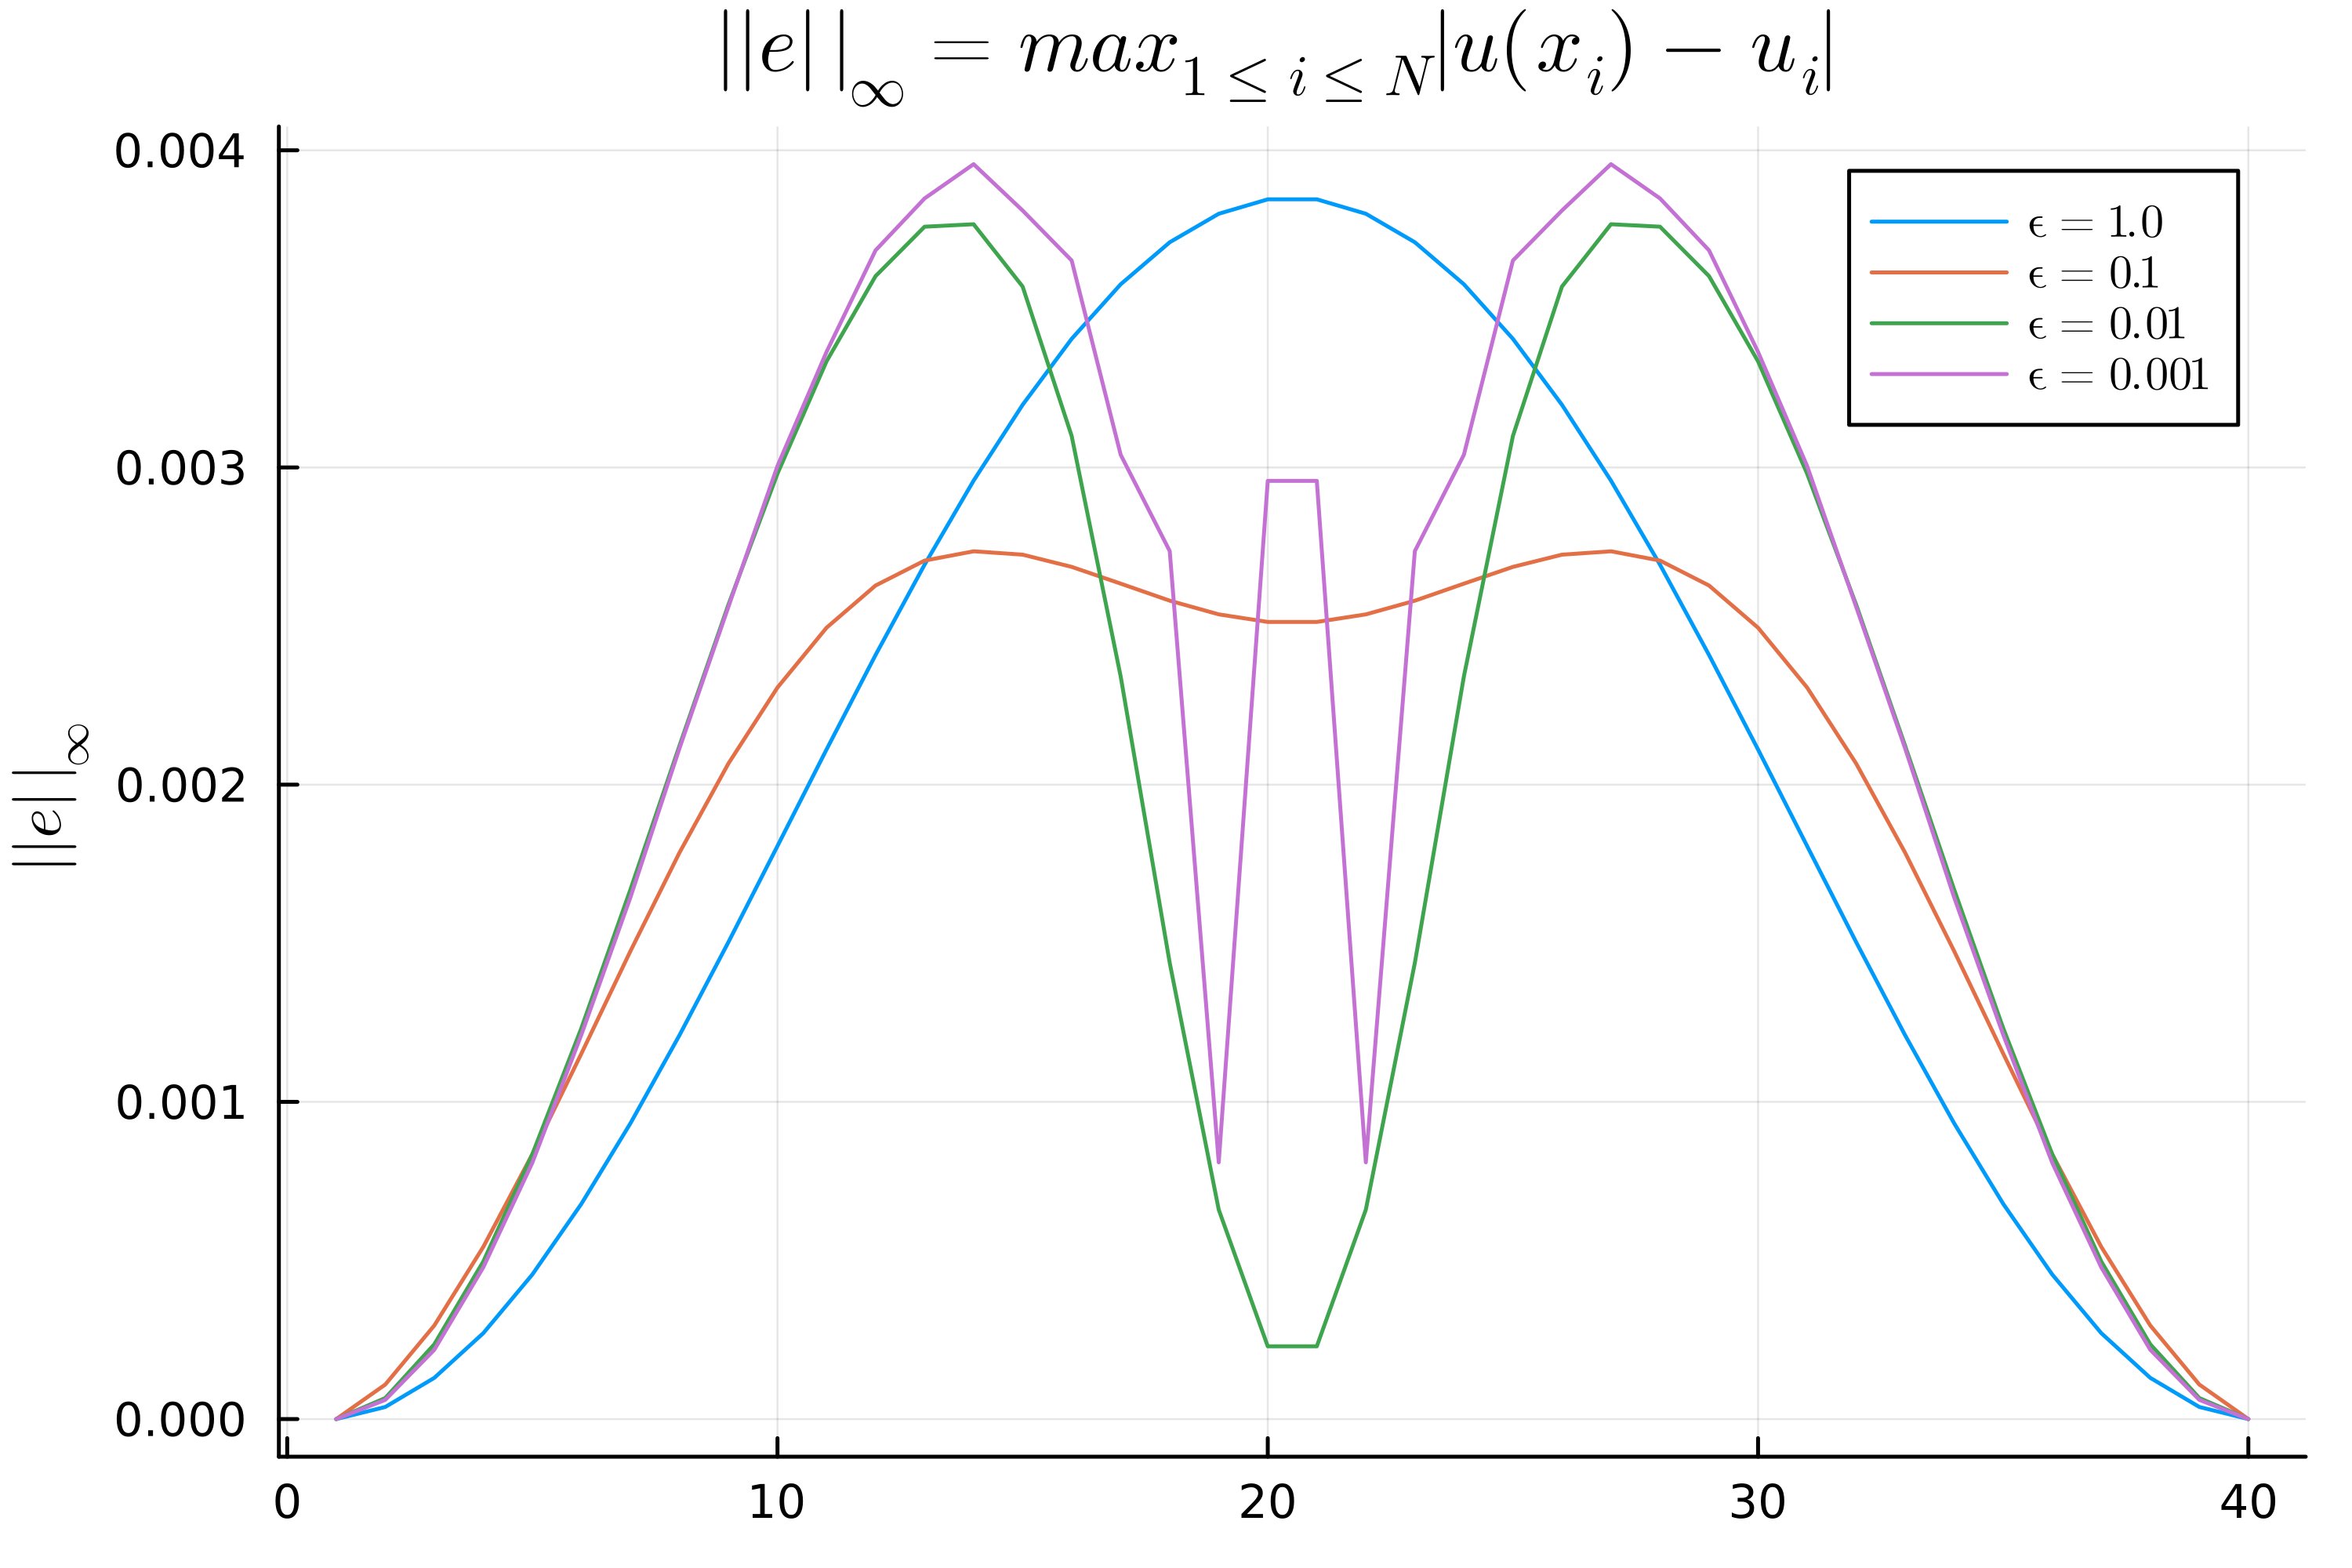 ||e||∞ = max1 ≤ i ≤ N|u(xi) − ui|
||e||∞
0.004
0.003
0.002
0.001
0.000
ϵ = 1.0
ϵ = 0.1
ϵ = 0.01
ϵ = 0.001
0 10 20 30 40